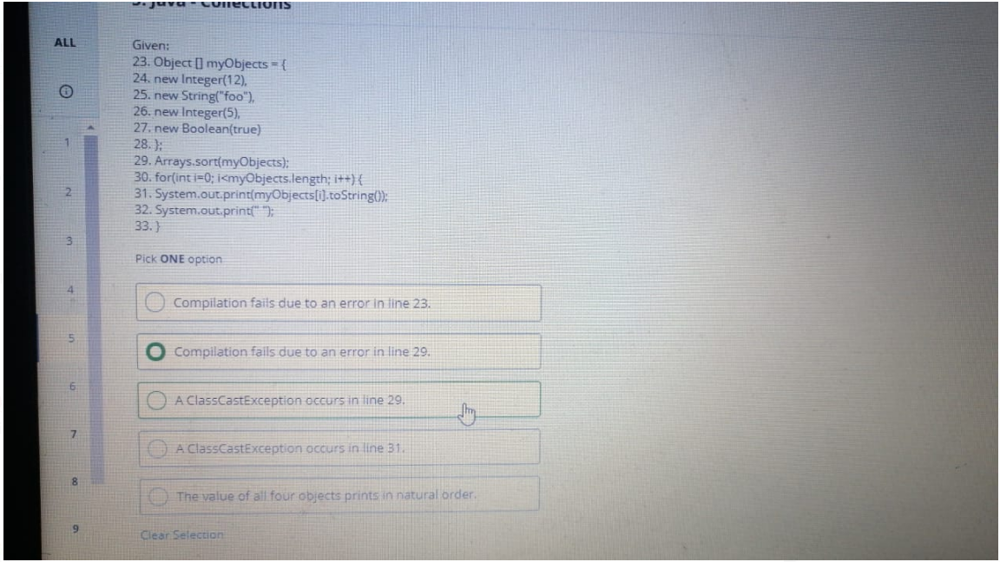 3. Java - Collections
ALL
Given:
23. Object [] myObjects = {
24. new Integer(12),
25. new String("foo"),
26. new Integer(5),
27. new Boolean(true)
28. };
29. Arrays.sort(myObjects);
30. for(int i=0; i<myObjects.length; i++) {
31. System.out.print(myObjects[i].toString());
32. System.out.print(" ");
33. }
Pick ONE option
Compilation fails due to an error in line 23.
Compilation fails due to an error in line 29.
A ClassCastException occurs in line 29.
A ClassCastException occurs in line 31.
The value of all four objects prints in natural order.
Clear Selection
1
2
3
4
5
6
7
8
9